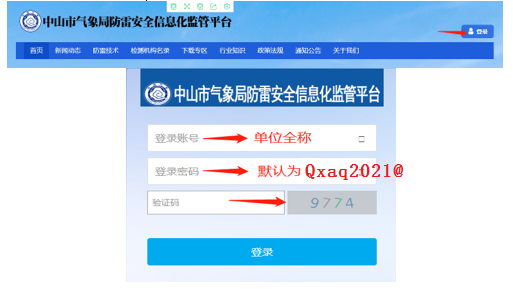 中山市气象局防雷安全信息化监管平台
登录
首页 新闻动态 防雷技术 检测机构名录 下载专区 行业知识 政策法规 通知公告 关于我们
中山市气象局防雷安全信息化监管平台
登录账号 单位全称
登录密码 默认为 Qxaq2021@
验证码 9774
登录